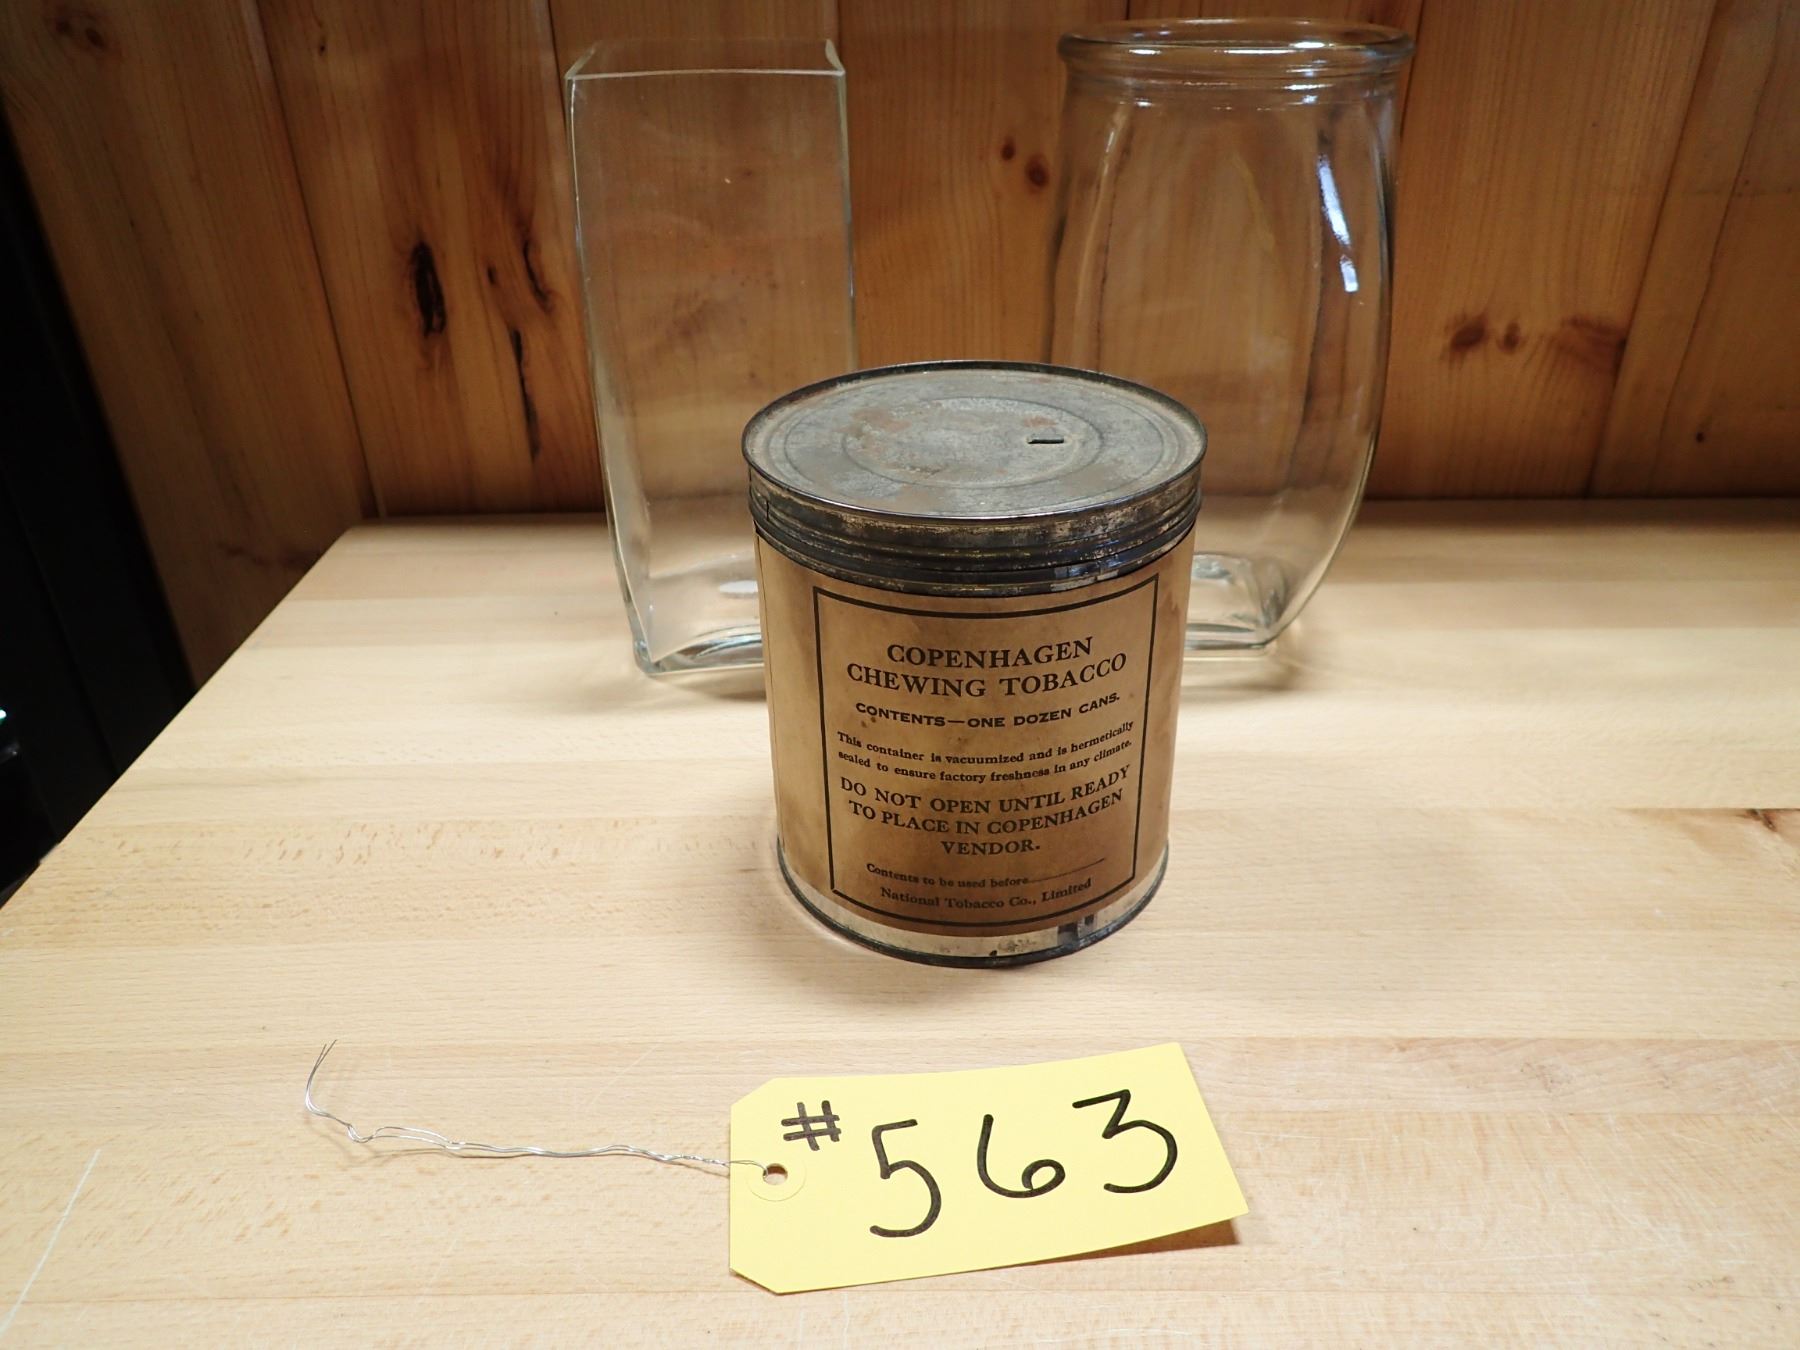 COPENHAGEN
CHEWING TOBACCO
CONTENTS—ONE DOZEN CANS.
This container is vacuumized and is hermetically
sealed to ensure factory freshness in any climate.
DO NOT OPEN UNTIL READY
TO PLACE IN COPENHAGEN
VENDOR.
Contents to be used before
National Tobacco Co., Limited
# 563